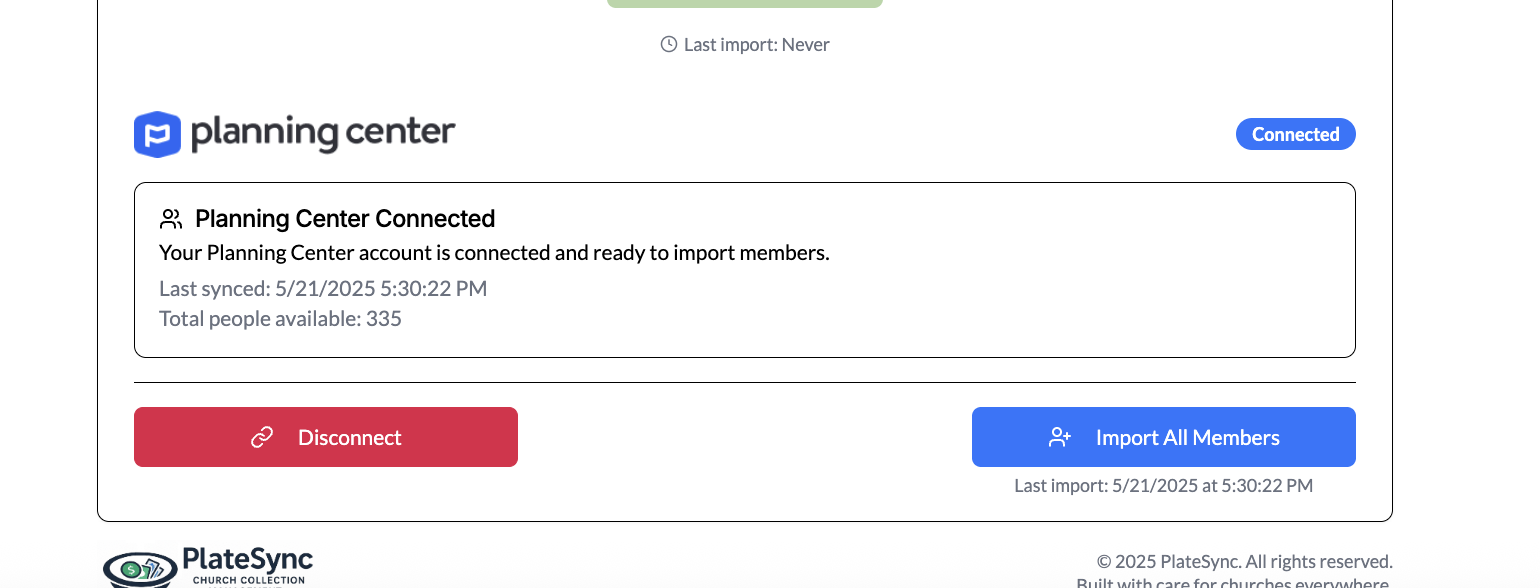 Last import: Never
planning center
Connected
Planning Center Connected
Your Planning Center account is connected and ready to import members.
Last synced: 5/21/2025 5:30:22 PM
Total people available: 335
Disconnect
Import All Members
Last import: 5/21/2025 at 5:30:22 PM
PlateSync
CHURCH COLLECTION
© 2025 PlateSync. All rights reserved.
Built with care for churches everywhere.